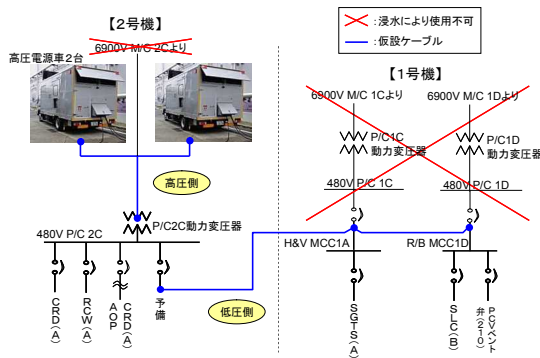 【2号機】
6900V M/C 2Cより
高圧電源車2台
：浸水により使用不可
：仮設ケーブル
【1号機】
6900V M/C 1Cより
6900V M/C 1Dより
P/C1C
動力変圧器
P/C1D
動力変圧器
高圧側
480V P/C 1C
480V P/C 1D
P/C2C動力変圧器
480V P/C 2C
H&V MCC1A
R/B MCC1D
低圧側
CRD(A)
RCW(A)
CRD(A)
AOP
予備
SGTS(A)
SLC(B)
PCVベント
弁(210)